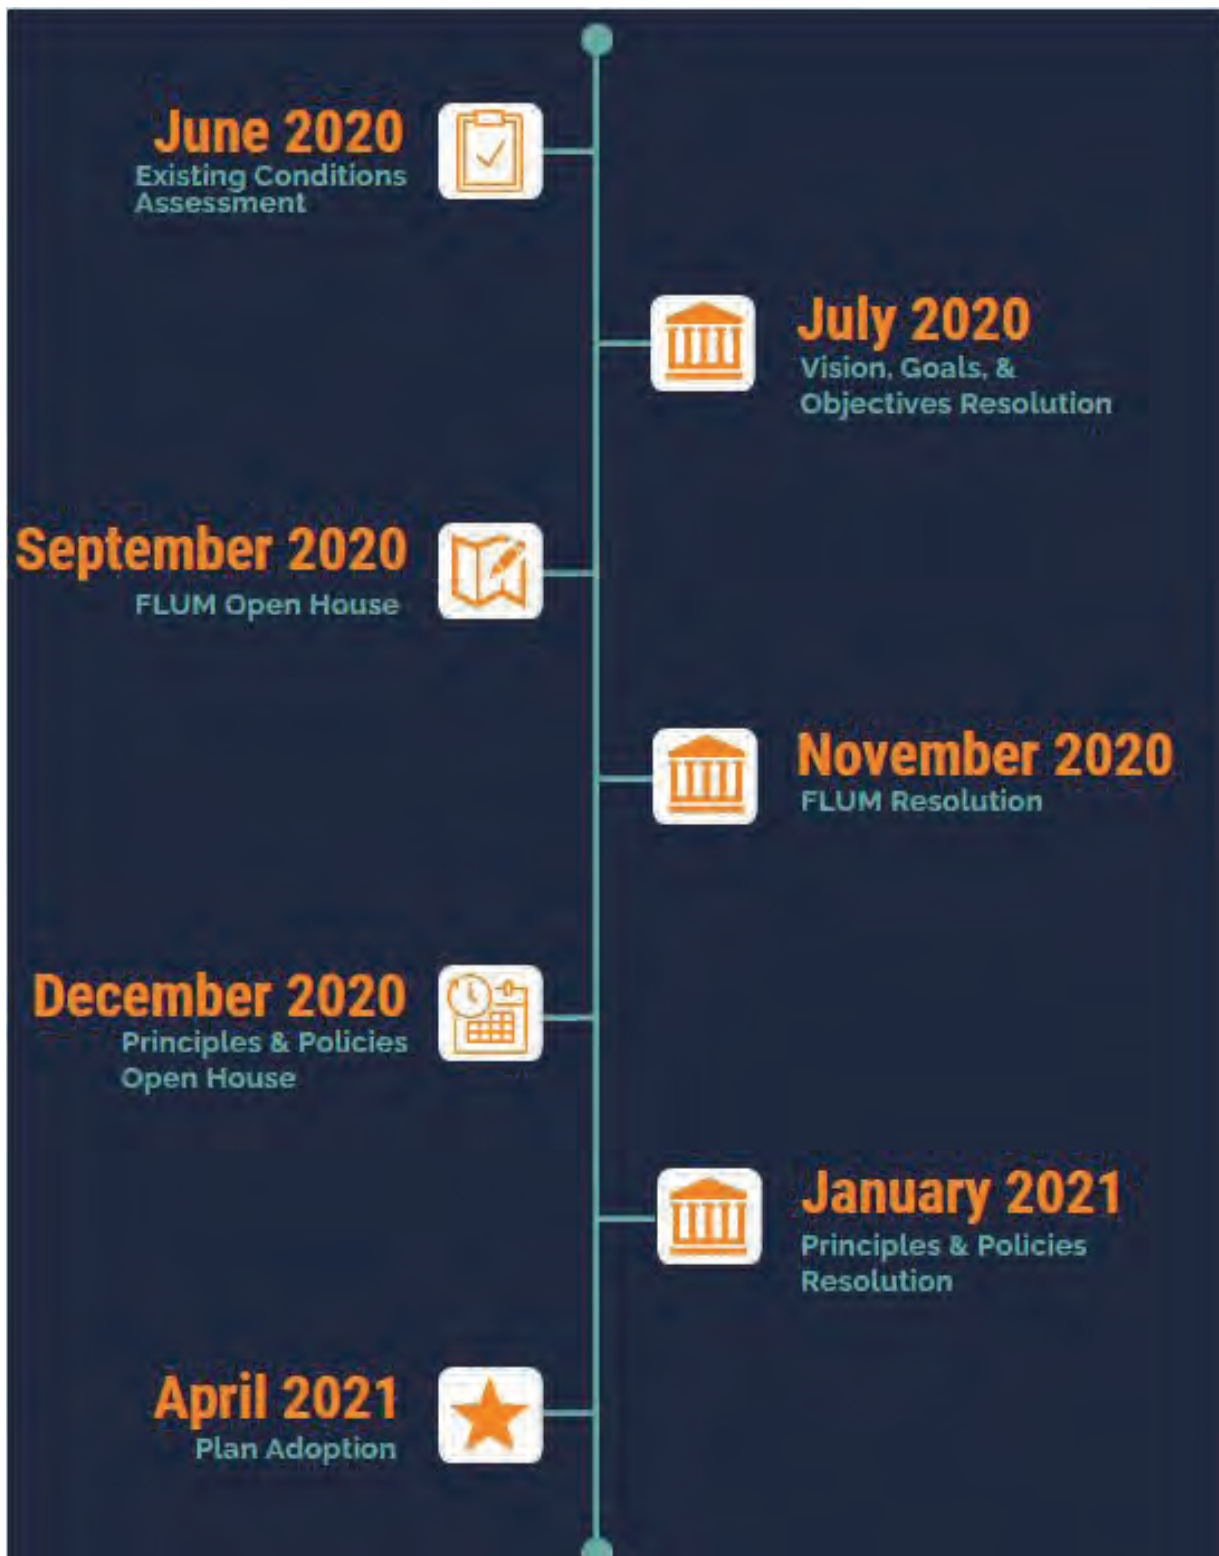 June 2020
Existing Conditions
Assessment
July 2020
Vision, Goals, &
Objectives Resolution
September 2020
FLUM Open House
November 2020
FLUM Resolution
December 2020
Principles & Policies
Open House
January 2021
Principles & Policies
Resolution
April 2021
Plan Adoption